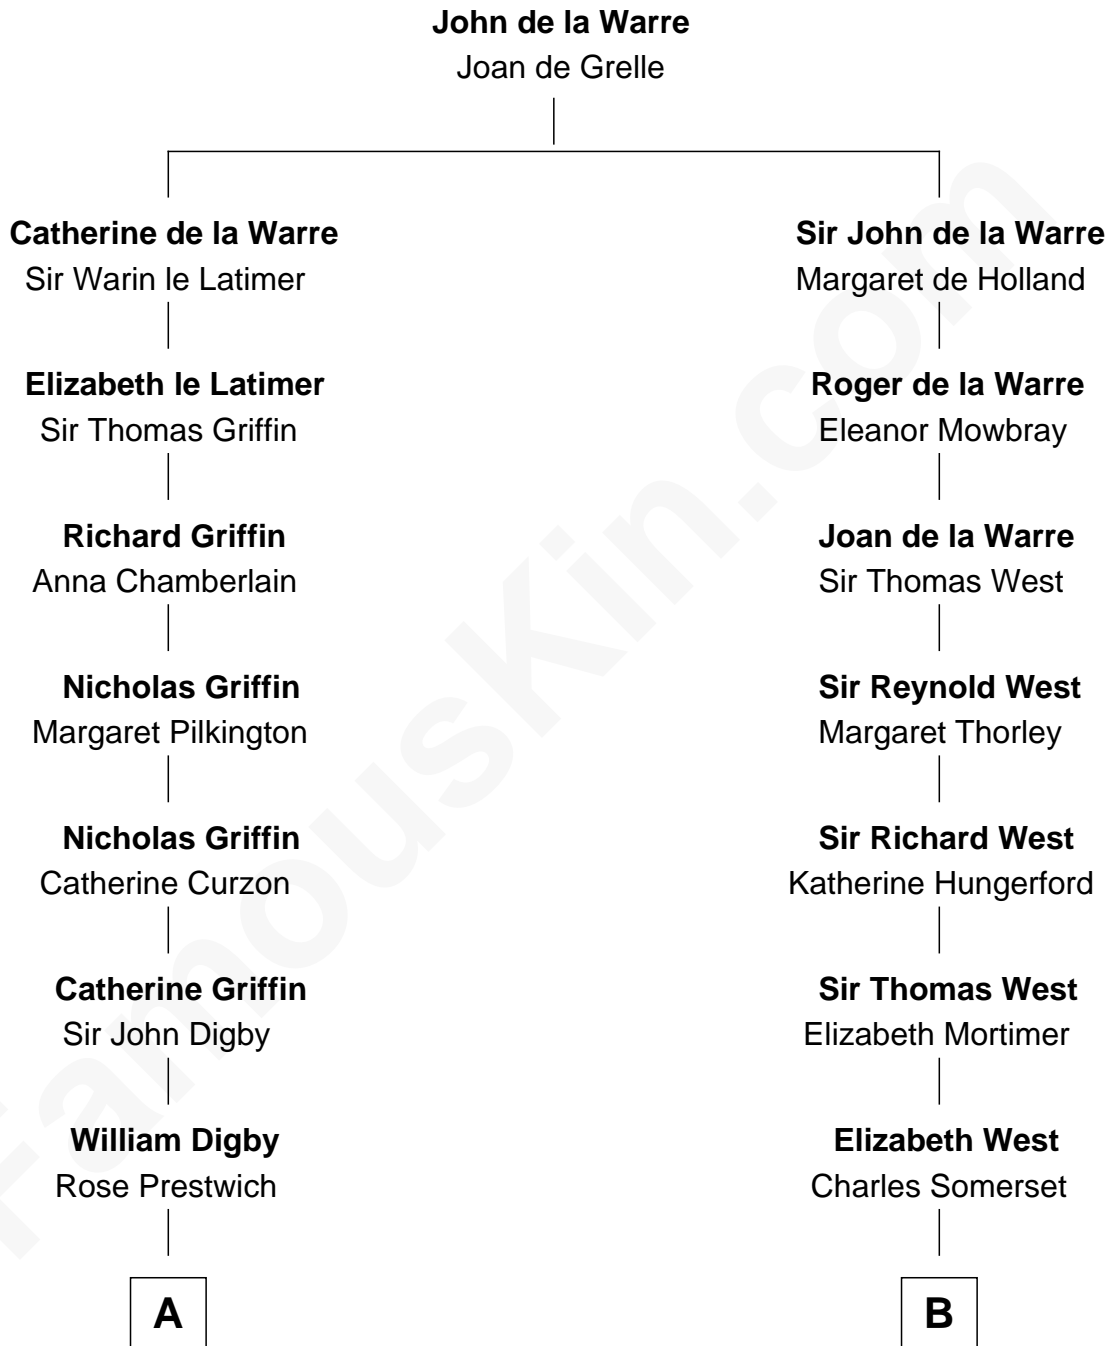 John de la Warre
Joan de Grelle
Catherine de la Warre
Sir Warin le Latimer
Sir John de la Warre
Margaret de Holland
Elizabeth le Latimer
Sir Thomas Griffin
Roger de la Warre
Eleanor Mowbray
Richard Griffin
Anna Chamberlain
Joan de la Warre
Sir Thomas West
Nicholas Griffin
Margaret Pilkington
Sir Reynold West
Margaret Thorley
Nicholas Griffin
Catherine Curzon
Sir Richard West
Katherine Hungerford
Catherine Griffin
Sir John Digby
Sir Thomas West
Elizabeth Mortimer
William Digby
Rose Prestwich
Elizabeth West
Charles Somerset
A
B
FamousKin.com